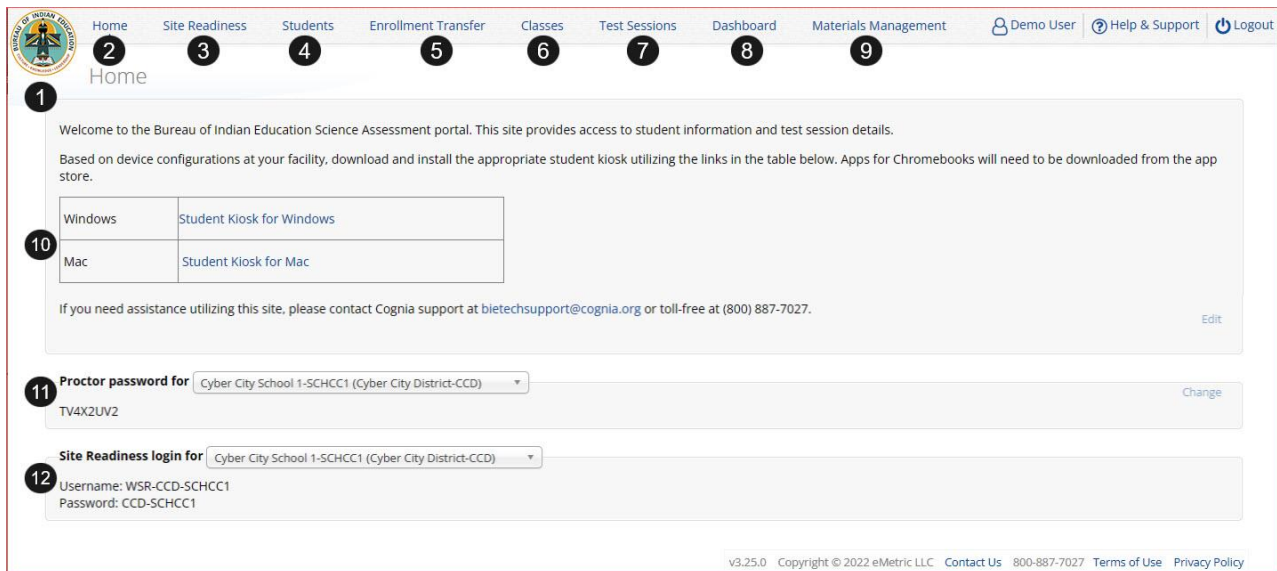 BUREAU OF INDIAN EDUCATION
Home Site Readiness Students Enrollment Transfer Classes Test Sessions Dashboard Materials Management Demo User Help & Support Logout
2 3 4 5 6 7 8 9
Home
1
Welcome to the Bureau of Indian Education Science Assessment portal. This site provides access to student information and test session details.
Based on device configurations at your facility, download and install the appropriate student kiosk utilizing the links in the table below. Apps for Chromebooks will need to be downloaded from the app
store.
Windows Student Kiosk for Windows
10
Mac Student Kiosk for Mac
If you need assistance utilizing this site, please contact Cognia support at bietechsupport@cognia.org or toll-free at (800) 887-7027.
Edit
11 Proctor password for Cyber City School 1-SCHCC1 (Cyber City District-CCD)
Change
TV4X2UV2
Site Readiness login for Cyber City School 1-SCHCC1 (Cyber City District-CCD)
12
Username: WSR-CCD-SCHCC1
Password: CCD-SCHCC1
v3.25.0 Copyright © 2022 eMetric LLC Contact Us 800-887-7027 Terms of Use Privacy Policy